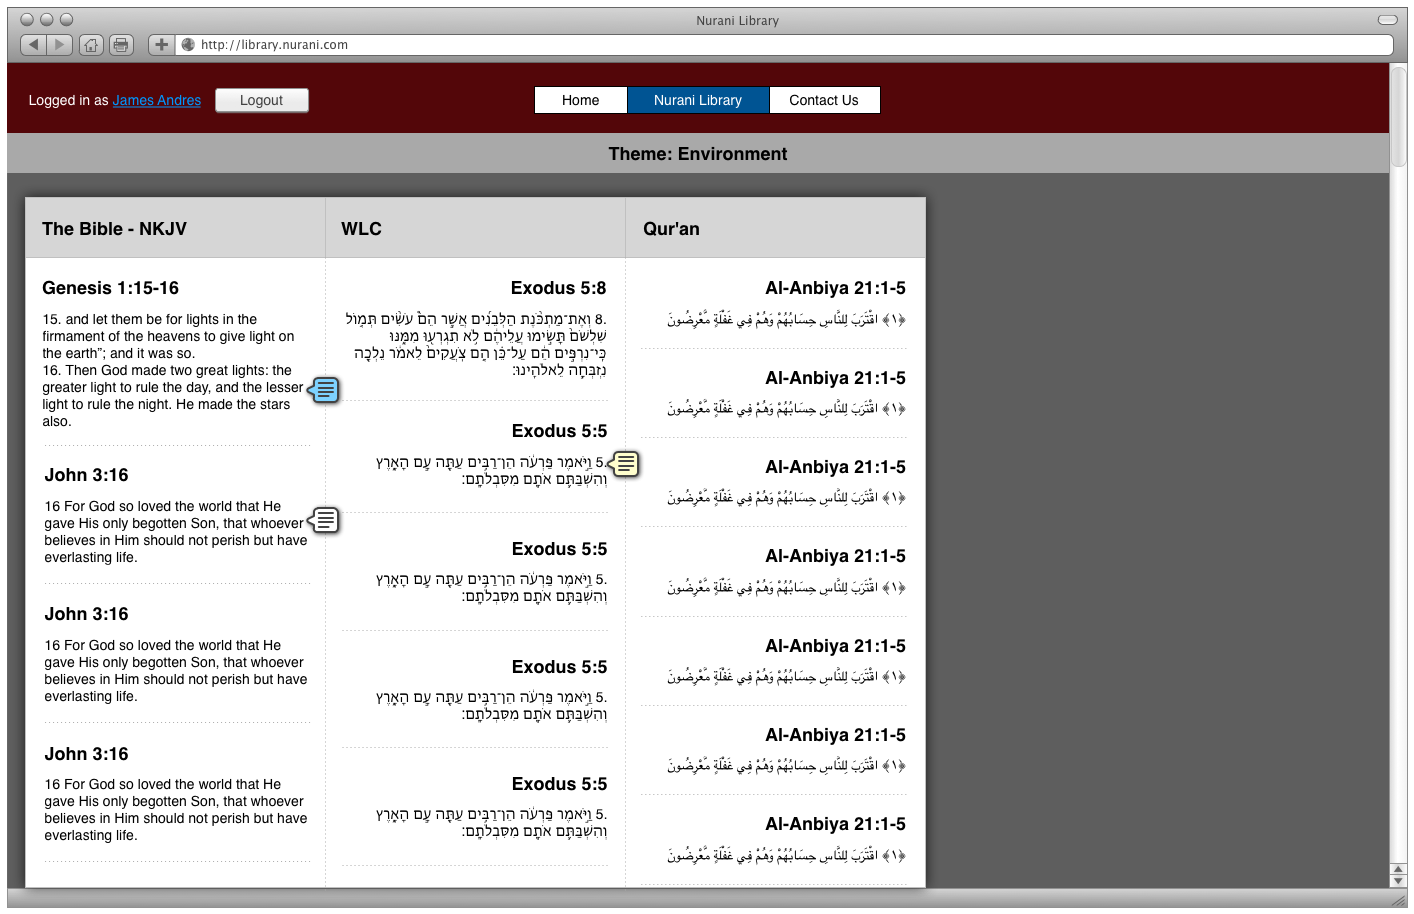 Nurani Library
http://library.nurani.com
Logged in as James Andres
Logout
Home
Nurani Library
Contact Us
Theme: Environment
The Bible - NKJV
WLC
Qur'an
Genesis 1:15-16
15. and let them be for lights in the
firmament of the heavens to give light on
the earth”; and it was so.
16. Then God made two great lights: the
greater light to rule the day, and the lesser
light to rule the night. He made the stars
also.
John 3:16
16 For God so loved the world that He
gave His only begotten Son, that whoever
believes in Him should not perish but have
everlasting life.
John 3:16
16 For God so loved the world that He
gave His only begotten Son, that whoever
believes in Him should not perish but have
everlasting life.
John 3:16
16 For God so loved the world that He
gave His only begotten Son, that whoever
believes in Him should not perish but have
everlasting life.
Exodus 5:8
8. וְאֶת־מַתְכֹּ֨נֶת הַלְּבֵנִ֜ים אֲשֶׁ֣ר הֵם֩ עֹשִׂ֨ים תְּמ֤וֹל
שִׁלְשֹׁם֙ תָּשִׂ֣ימוּ עֲלֵיהֶ֔ם לֹ֥א תִגְרְע֖וּ מִמֶּ֑נּוּ
כִּֽי־נִרְפִּ֣ים הֵ֔ם עַל־כֵּ֗ן הֵ֤ם צֹֽעֲקִים֙ לֵאמֹ֔ר נֵלְכָ֖ה
נִזְבְּחָ֥ה לֵאלֹהֵֽינוּ׃
Exodus 5:5
5. וַיֹּ֣אמֶר פַּרְעֹ֔ה הֵן־רַבִּ֥ים עַתָּ֖ה עַ֣ם הָאָ֑רֶץ
וְהִשְׁבַּתֶּ֥ם אֹתָ֖ם מִסִּבְלֹתָֽם׃
Exodus 5:5
5. וַיֹּ֣אמֶר פַּרְעֹ֔ה הֵן־רַבִּ֥ים עַתָּ֖ה עַ֣ם הָאָ֑רֶץ
וְהִשְׁבַּתֶּ֥ם אֹתָ֖ם מִסִּבְלֹתָֽם׃
Exodus 5:5
5. וַיֹּ֣אמֶר פַּרְעֹ֔ה הֵן־רַבִּ֥ים עַתָּ֖ה עַ֣ם הָאָ֑רֶץ
וְהִשְׁבַּתֶּ֥ם אֹתָ֖ם מִסִּבְלֹתָֽם׃
Exodus 5:5
5. וַיֹּ֣אמֶר פַּרְעֹ֔ה הֵן־רַבִּ֥ים עַתָּ֖ה עַ֣ם הָאָ֑רֶץ
וְהִשְׁבַּתֶּ֥ם אֹתָ֖ם מִסִּבְלֹתָֽם׃
Al-Anbiya 21:1-5
﴿١﴾ اقْتَرَبَ لِلنَّاسِ حِسَابُهُمْ وَهُمْ فِي غَفْلَةٍ مَّعْرِضُونَ
Al-Anbiya 21:1-5
﴿١﴾ اقْتَرَبَ لِلنَّاسِ حِسَابُهُمْ وَهُمْ فِي غَفْلَةٍ مَّعْرِضُونَ
Al-Anbiya 21:1-5
﴿١﴾ اقْتَرَبَ لِلنَّاسِ حِسَابُهُمْ وَهُمْ فِي غَفْلَةٍ مَّعْرِضُونَ
Al-Anbiya 21:1-5
﴿١﴾ اقْتَرَبَ لِلنَّاسِ حِسَابُهُمْ وَهُمْ فِي غَفْلَةٍ مَّعْرِضُونَ
Al-Anbiya 21:1-5
﴿١﴾ اقْتَرَبَ لِلنَّاسِ حِسَابُهُمْ وَهُمْ فِي غَفْلَةٍ مَّعْرِضُونَ
Al-Anbiya 21:1-5
﴿١﴾ اقْتَرَبَ لِلنَّاسِ حِسَابُهُمْ وَهُمْ فِي غَفْلَةٍ مَّعْرِضُونَ
Al-Anbiya 21:1-5
﴿١﴾ اقْتَرَبَ لِلنَّاسِ حِسَابُهُمْ وَهُمْ فِي غَفْلَةٍ مَّعْرِضُونَ